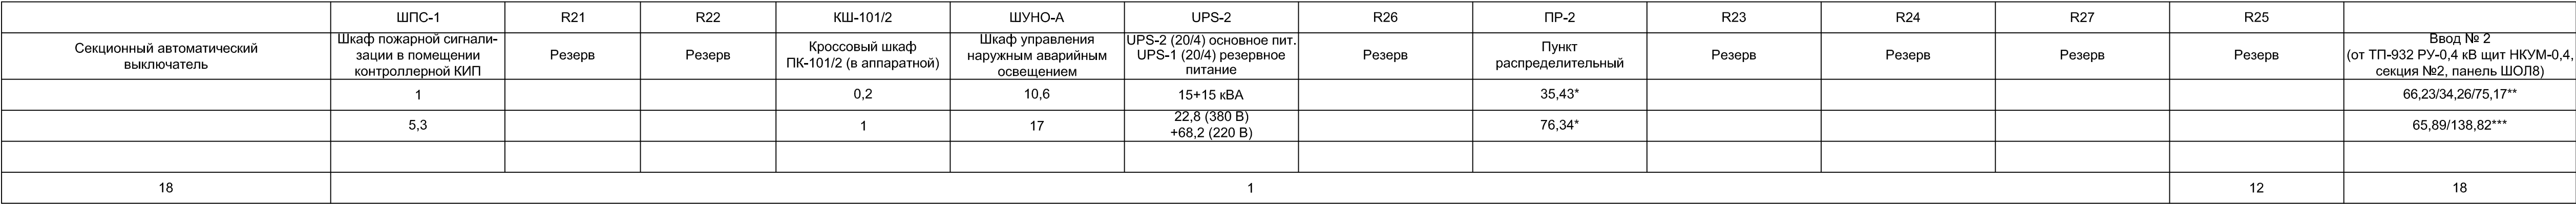 ШПС-1 R21 R22 КШ-101/2 ШУНО-А UPS-2 R26 ПР-2 R23 R24 R27 R25
Секционный автоматический
выключатель
Шкаф пожарной сигнали-
зации в помещении
контроллерной КИП
Резерв
Резерв
Кроссовый шкаф
ПК-101/2 (в аппаратной)
Шкаф управления
наружным аварийным
освещением
UPS-2 (20/4) основное пит.
UPS-1 (20/4) резервное
питание
Резерв
Пункт
распределительный
Резерв
Резерв
Резерв
Резерв
Ввод № 2
(от ТП-932 РУ-0,4 кВ щит НКУМ-0,4,
секция №2, панель ШОЛ8)
1 0,2 10,6 15+15 кВА 35,43* 66,23/34,26/75,17**
5,3 1 17
22,8 (380 В)
+68,2 (220 В)
76,34* 65,89/138,82***
18 1 12 18